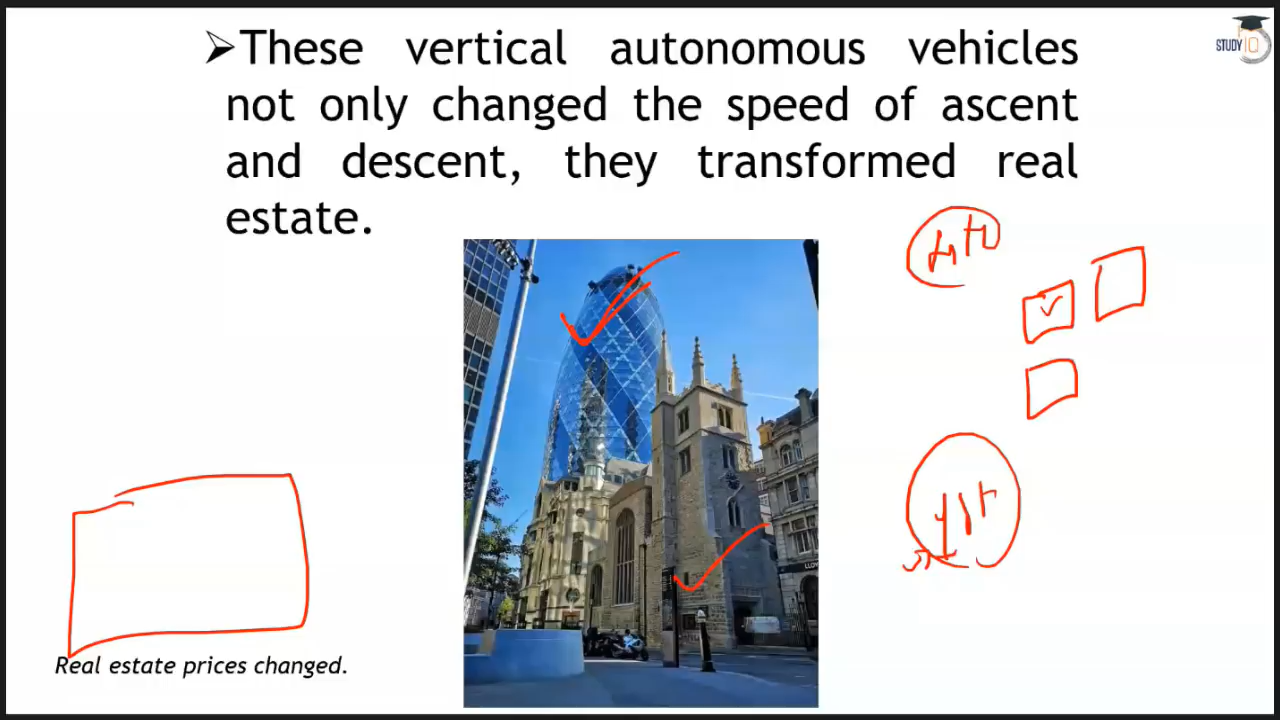 ➢These vertical autonomous vehicles
not only changed the speed of ascent
and descent, they transformed real
estate.
STUDY IQ
Real estate prices changed.